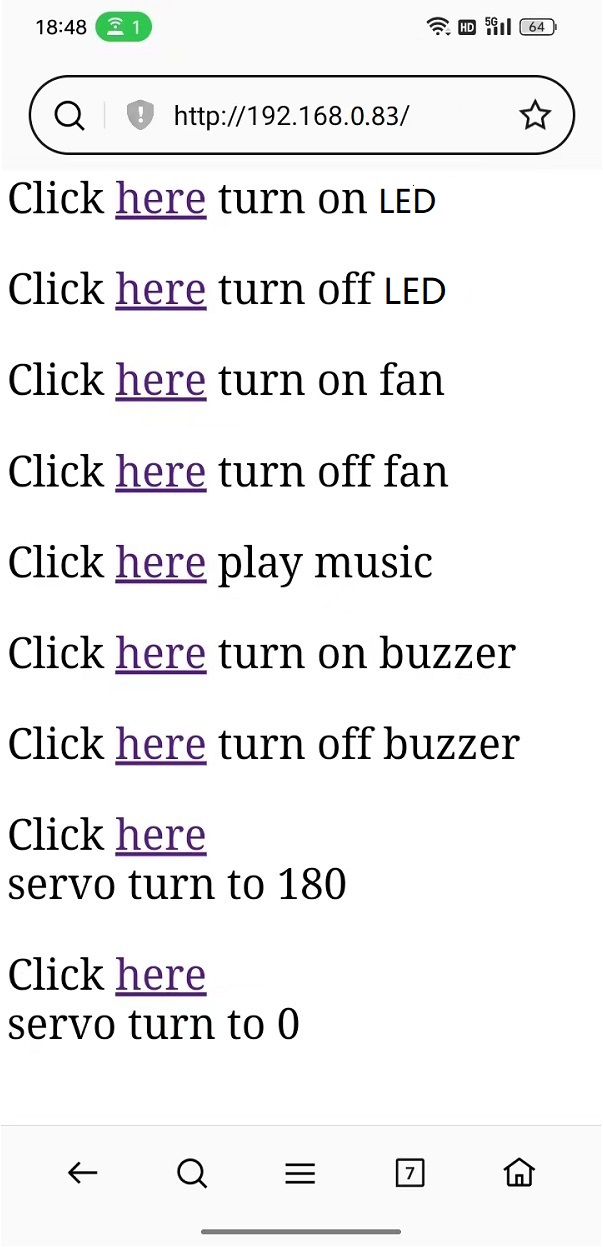 18:48 1 HD 5G 64
http://192.168.0.83/
Click here turn on LED
Click here turn off LED
Click here turn on fan
Click here turn off fan
Click here play music
Click here turn on buzzer
Click here turn off buzzer
Click here
servo turn to 180
Click here
servo turn to 0
7